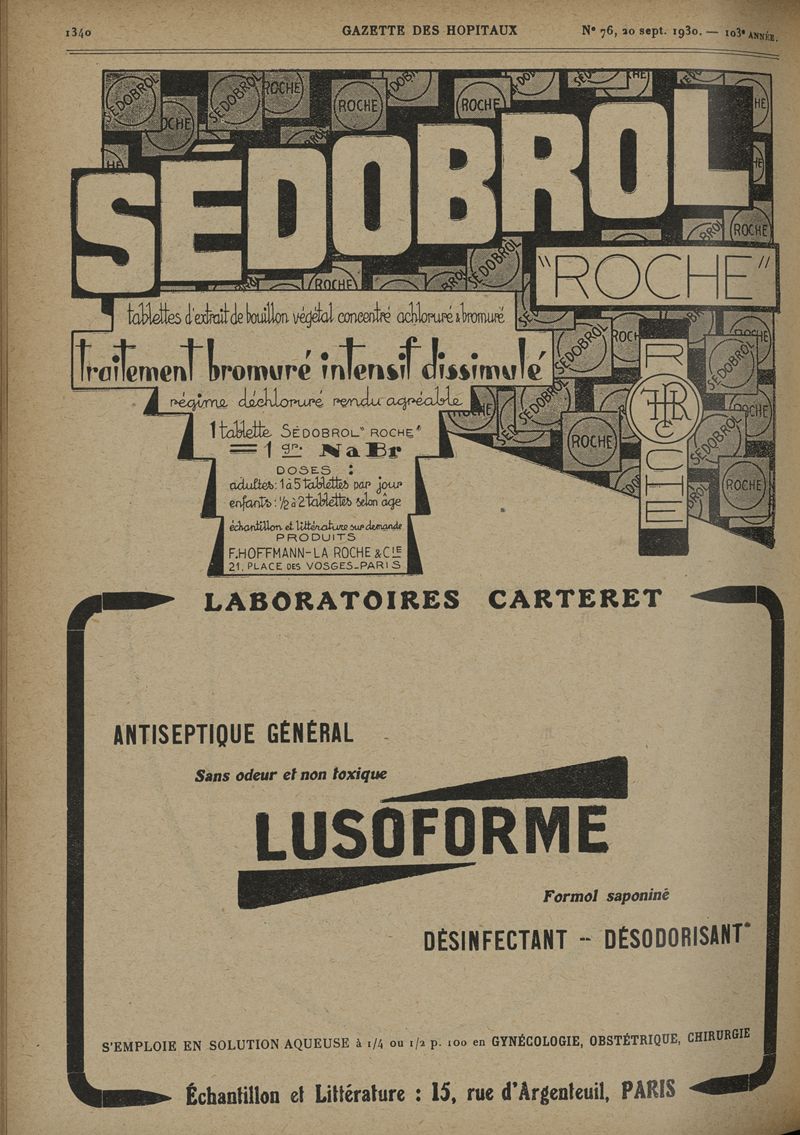 1340 GAZETTE DES HOPITAUX N° 76, 20 sept. 1930. — 103e ANNÉE.
SÉDOBROL
"ROCHE"
tablettes d'extrait de bouillon végétal concentré achloruré & bromuré
traitement bromuré intensif dissimulé
régime déchloruré rendu agréable
1 tablette SÉDOBROL "ROCHE"
= 1 gr. NaBr
DOSES :
adultes: 1 à 5 tablettes par jour
enfants: ½ à 2 tablettes selon âge
échantillon et littérature sur demande
PRODUITS
F. HOFFMANN-LA ROCHE & CIE
21, PLACE DES VOSGES-PARIS
ROCHE
LABORATOIRES CARTERET
ANTISEPTIQUE GÉNÉRAL
Sans odeur et non toxique
LUSOFORME
Formol saponiné
DÉSINFECTANT -- DÉSODORISANT
S'EMPLOIE EN SOLUTION AQUEUSE à 1/4 ou 1/2 p. 100 en GYNÉCOLOGIE, OBSTÉTRIQUE, CHIRURGIE
Échantillon et Littérature : 15, rue d'Argenteuil, PARIS